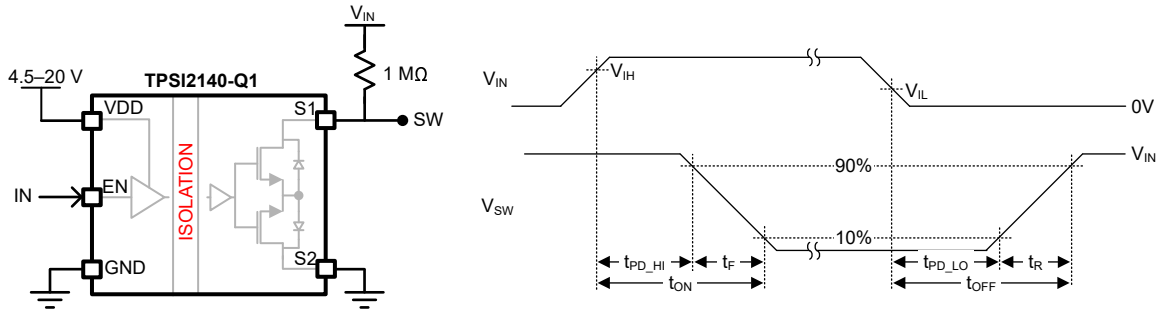 V_IN
4.5–20 V
TPSI2140-Q1
1 MΩ
VDD
S1
SW
IN
EN
ISOLATION
S2
GND
V_IN
V_IH
V_IL
0V
V_SW
90%
V_IN
10%
t_PD_HI
t_F
t_PD_LO
t_R
t_ON
t_OFF